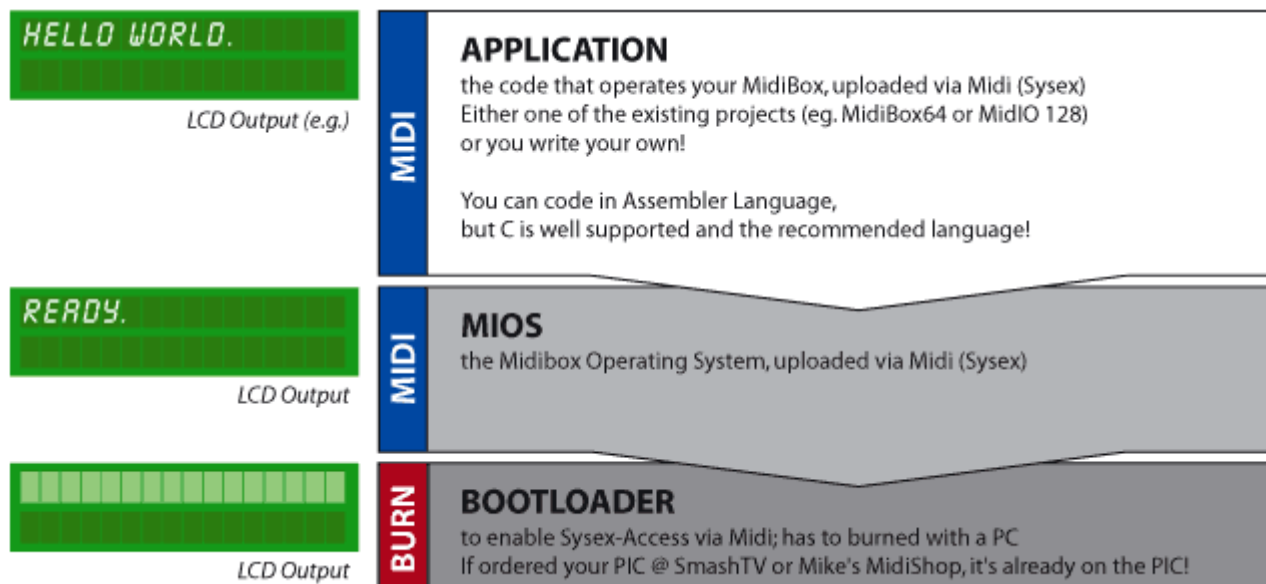 HELLO WORLD.
LCD Output (e.g.)
MIDI
APPLICATION
the code that operates your MidiBox, uploaded via Midi (Sysex)
Either one of the existing projects (eg. MidiBox64 or MidIO 128)
or you write your own!
You can code in Assembler Language,
but C is well supported and the recommended language!
READY.
LCD Output
MIDI
MIOS
the Midibox Operating System, uploaded via Midi (Sysex)
LCD Output
BURN
BOOTLOADER
to enable Sysex-Access via Midi; has to burned with a PC
If ordered your PIC @ SmashTV or Mike's MidiShop, it's already on the PIC!